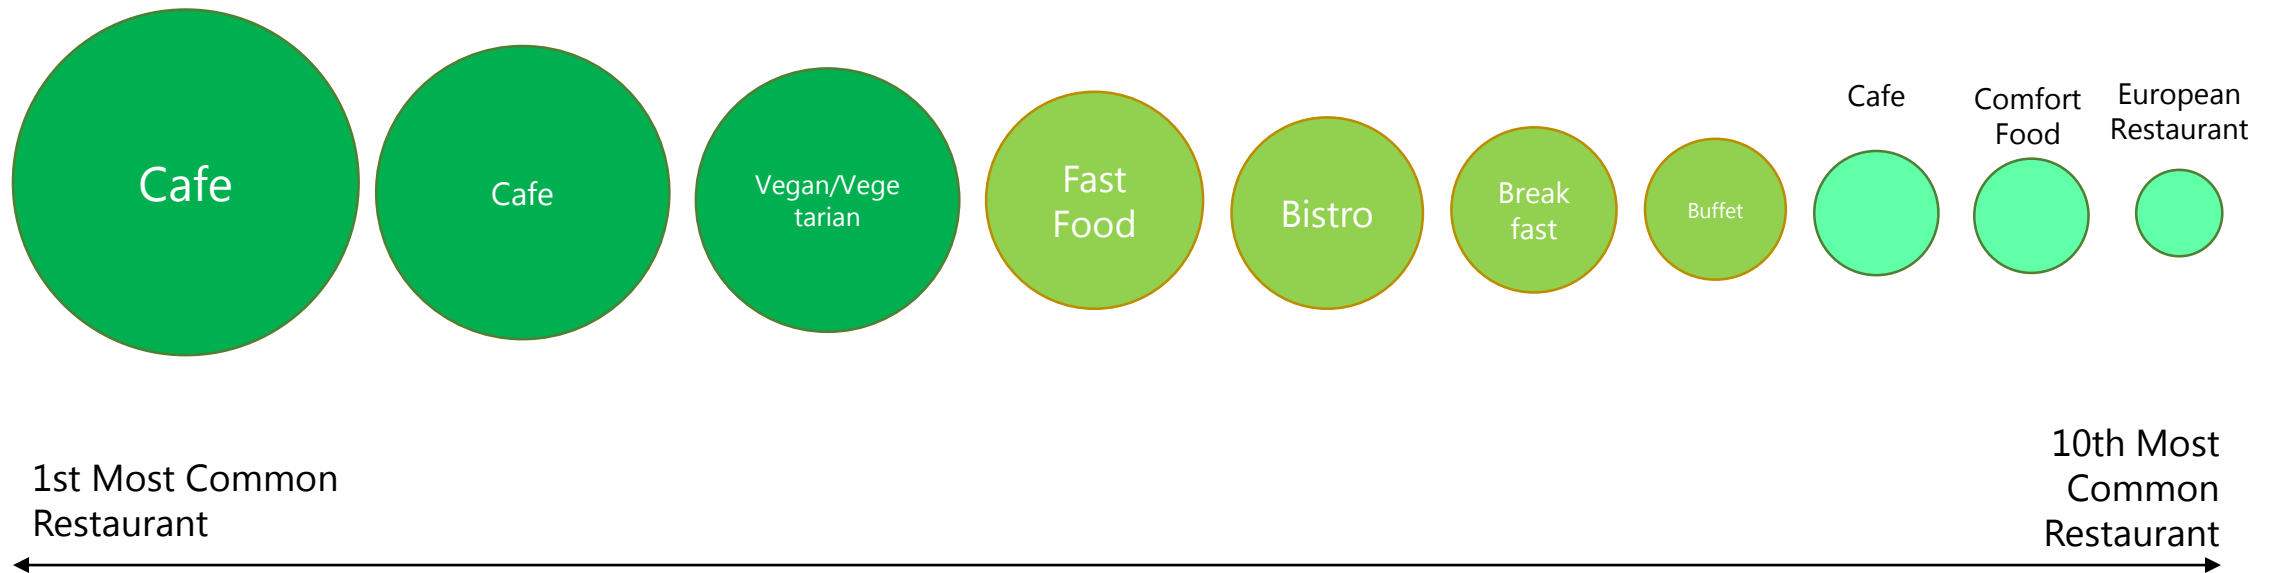 Cafe
Cafe
Vegan/Vege
tarian
Fast
Food
Bistro
Break
fast
Buffet
Cafe
Comfort
Food
European
Restaurant
1st Most Common
Restaurant
10th Most
Common
Restaurant